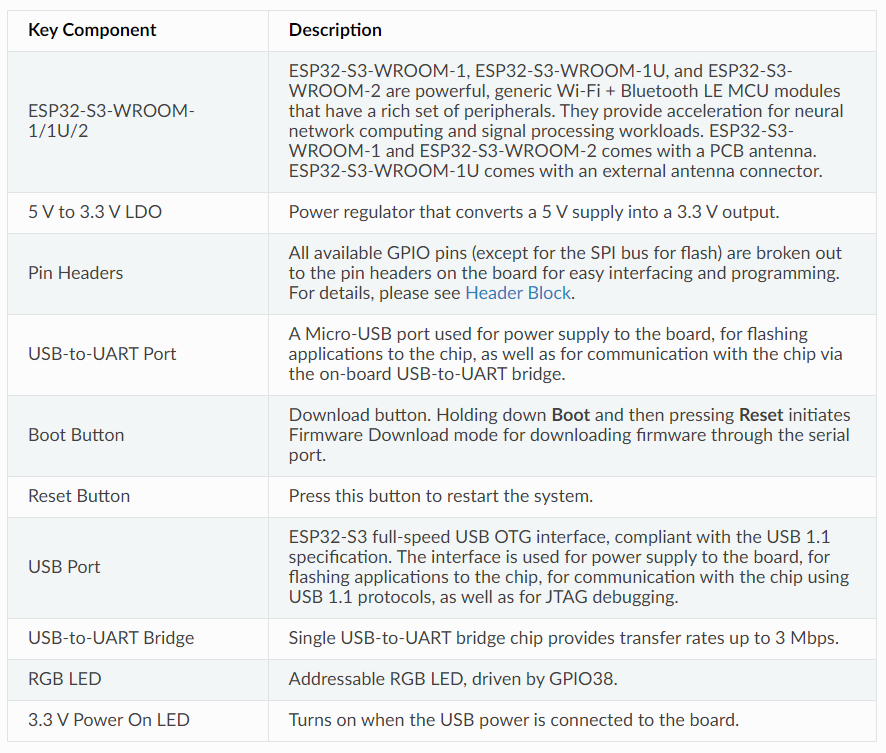 Key Component
Description
ESP32-S3-WROOM-
1/1U/2
ESP32-S3-WROOM-1, ESP32-S3-WROOM-1U, and ESP32-S3-
WROOM-2 are powerful, generic Wi-Fi + Bluetooth LE MCU modules
that have a rich set of peripherals. They provide acceleration for neural
network computing and signal processing workloads. ESP32-S3-
WROOM-1 and ESP32-S3-WROOM-2 comes with a PCB antenna.
ESP32-S3-WROOM-1U comes with an external antenna connector.
5 V to 3.3 V LDO
Power regulator that converts a 5 V supply into a 3.3 V output.
Pin Headers
All available GPIO pins (except for the SPI bus for flash) are broken out
to the pin headers on the board for easy interfacing and programming.
For details, please see Header Block.
USB-to-UART Port
A Micro-USB port used for power supply to the board, for flashing
applications to the chip, as well as for communication with the chip via
the on-board USB-to-UART bridge.
Boot Button
Download button. Holding down Boot and then pressing Reset initiates
Firmware Download mode for downloading firmware through the serial
port.
Reset Button
Press this button to restart the system.
USB Port
ESP32-S3 full-speed USB OTG interface, compliant with the USB 1.1
specification. The interface is used for power supply to the board, for
flashing applications to the chip, for communication with the chip using
USB 1.1 protocols, as well as for JTAG debugging.
USB-to-UART Bridge
Single USB-to-UART bridge chip provides transfer rates up to 3 Mbps.
RGB LED
Addressable RGB LED, driven by GPIO38.
3.3 V Power On LED
Turns on when the USB power is connected to the board.